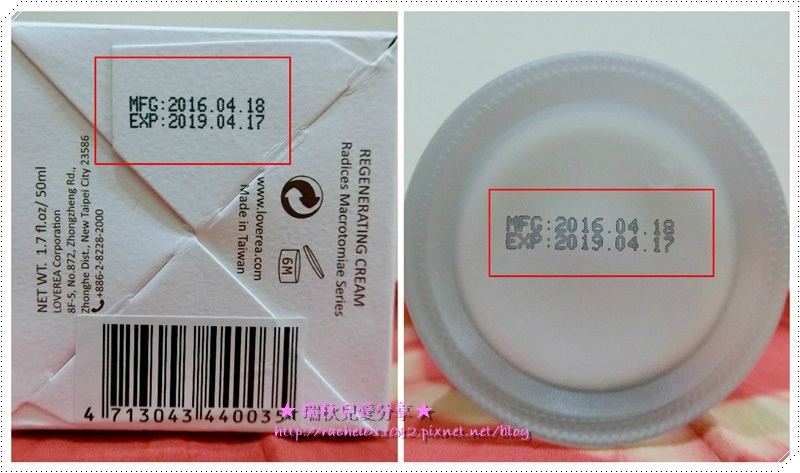 MFG:2016.04.18
EXP:2019.04.17
REGENERATING CREAM
Radices Macrotomiae Series
www.loverea.com
Made in Taiwan
6M
NET WT. 1.7 fl.oz/ 50ml
LOVEREA Corporation
8F-5, No.872, Zhongzheng Rd.,
Zhonghe Dist., New Taipei City 23586
+886-2-8228-2000
4 713043 440035
MFG:2016.04.18
EXP:2019.04.17
★ 瑞秋兒愛分享 ★